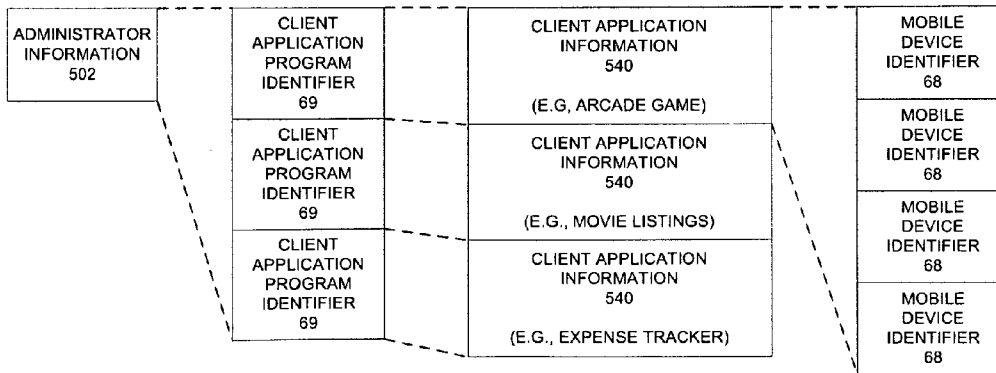 ADMINISTRATOR
INFORMATION
502
CLIENT
APPLICATION
PROGRAM
IDENTIFIER
69
CLIENT
APPLICATION
PROGRAM
IDENTIFIER
69
CLIENT
APPLICATION
PROGRAM
IDENTIFIER
69
CLIENT APPLICATION
INFORMATION
540
(E.G, ARCADE GAME)
CLIENT APPLICATION
INFORMATION
540
(E.G., MOVIE LISTINGS)
CLIENT APPLICATION
INFORMATION
540
(E.G., EXPENSE TRACKER)
MOBILE
DEVICE
IDENTIFIER
68
MOBILE
DEVICE
IDENTIFIER
68
MOBILE
DEVICE
IDENTIFIER
68
MOBILE
DEVICE
IDENTIFIER
68